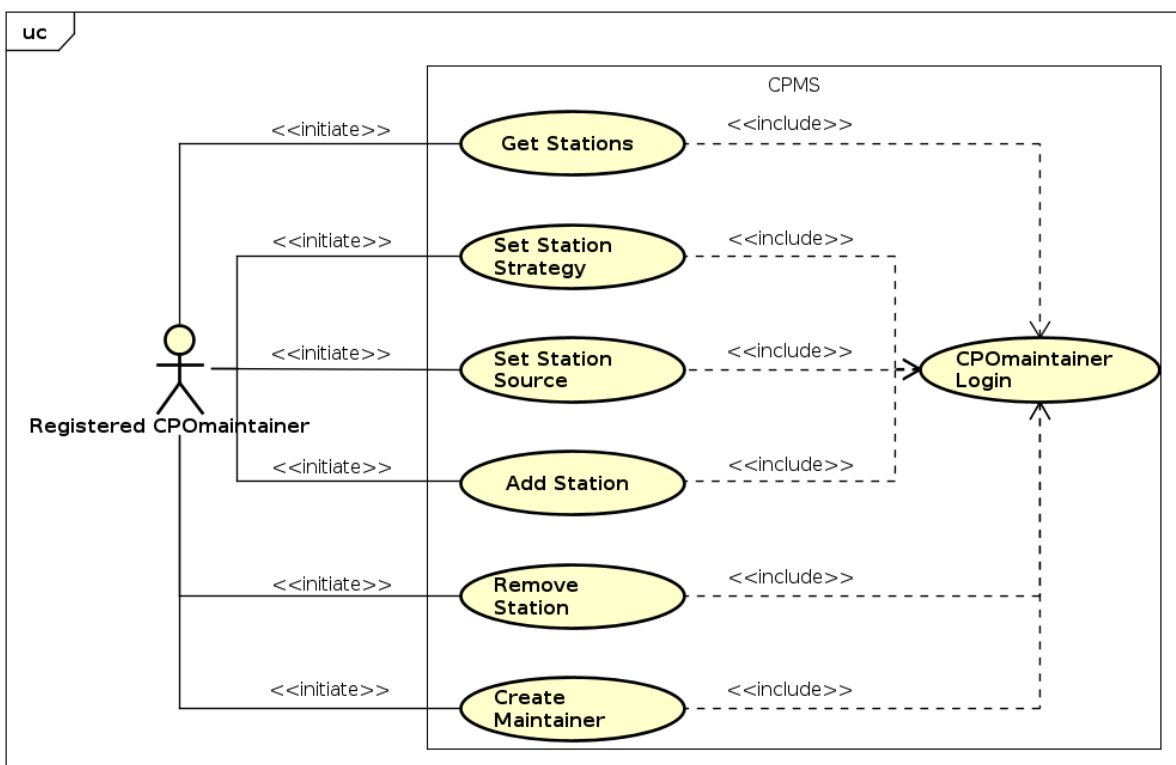 uc
CPMS
<<initiate>>
Get Stations
<<include>>
<<initiate>>
Set Station
Strategy
<<include>>
<<initiate>>
Set Station
Source
<<include>>
CPOmaintainer
Login
Registered CPOmaintainer
<<initiate>>
Add Station
<<include>>
<<initiate>>
Remove
Station
<<include>>
<<initiate>>
Create
Maintainer
<<include>>